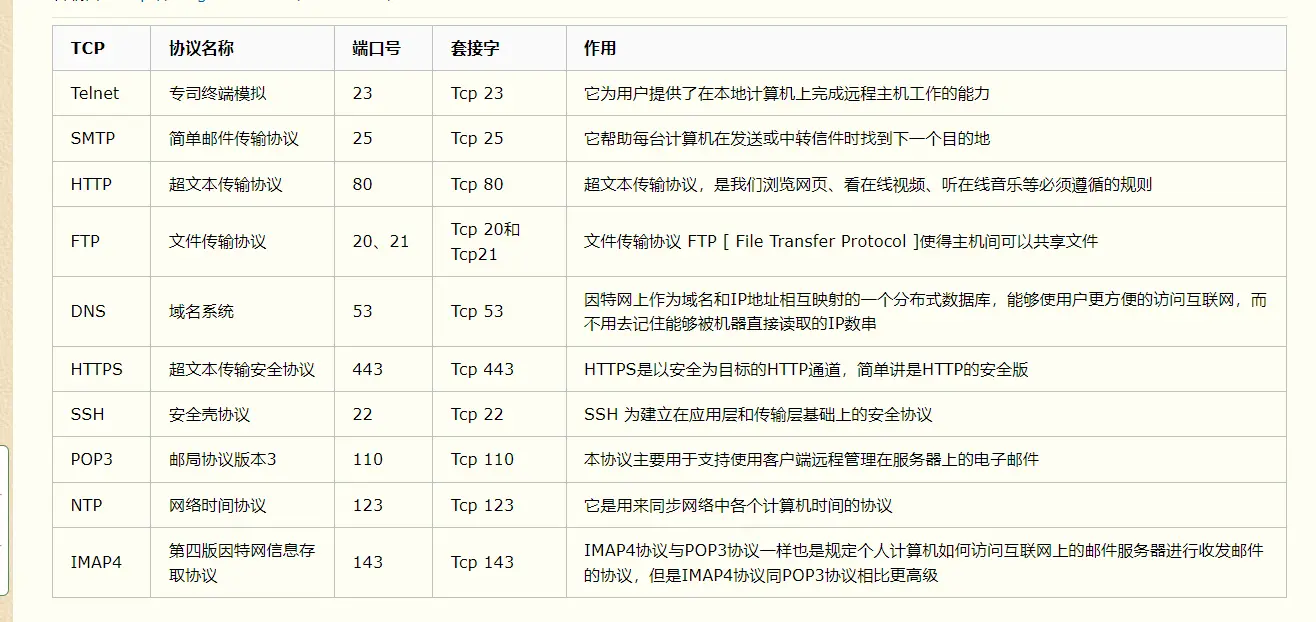 TCP 协议名称 端口号 套接字 作用
Telnet 专司终端模拟 23 Tcp 23 它为用户提供了在本地计算机上完成远程主机工作的能力
SMTP 简单邮件传输协议 25 Tcp 25 它帮助每台计算机在发送或中转信件时找到下一个目的地
HTTP 超文本传输协议 80 Tcp 80 超文本传输协议，是我们浏览网页、看在线视频、听在线音乐等必须遵循的规则
FTP 文件传输协议 20、21 Tcp 20和
Tcp21
文件传输协议 FTP [ File Transfer Protocol ]使得主机间可以共享文件
DNS 域名系统 53 Tcp 53 因特网上作为域名和IP地址相互映射的一个分布式数据库，能够使用户更方便的访问互联网，而
不用去记住能够被机器直接读取的IP数串
HTTPS 超文本传输安全协议 443 Tcp 443 HTTPS是以安全为目标的HTTP通道，简单讲是HTTP的安全版
SSH 安全壳协议 22 Tcp 22 SSH 为建立在应用层和传输层基础上的安全协议
POP3 邮局协议版本3 110 Tcp 110 本协议主要用于支持使用客户端远程管理在服务器上的电子邮件
NTP 网络时间协议 123 Tcp 123 它是用来同步网络中各个计算机时间的协议
IMAP4 第四版因特网信息存
取协议
143 Tcp 143 IMAP4协议与POP3协议一样也是规定个人计算机如何访问互联网上的邮件服务器进行收发邮件
的协议，但是IMAP4协议同POP3协议相比更高级